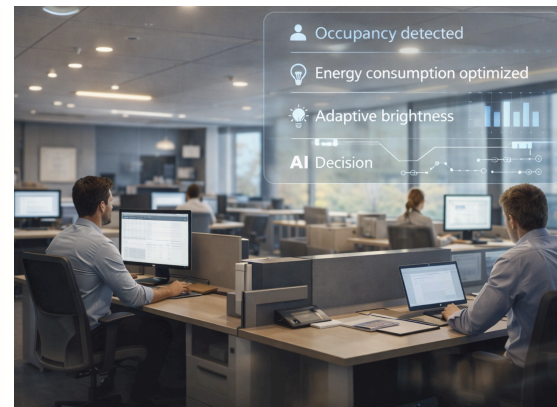 Occupancy detected
Energy consumption optimized
Adaptive brightness
AI Decision